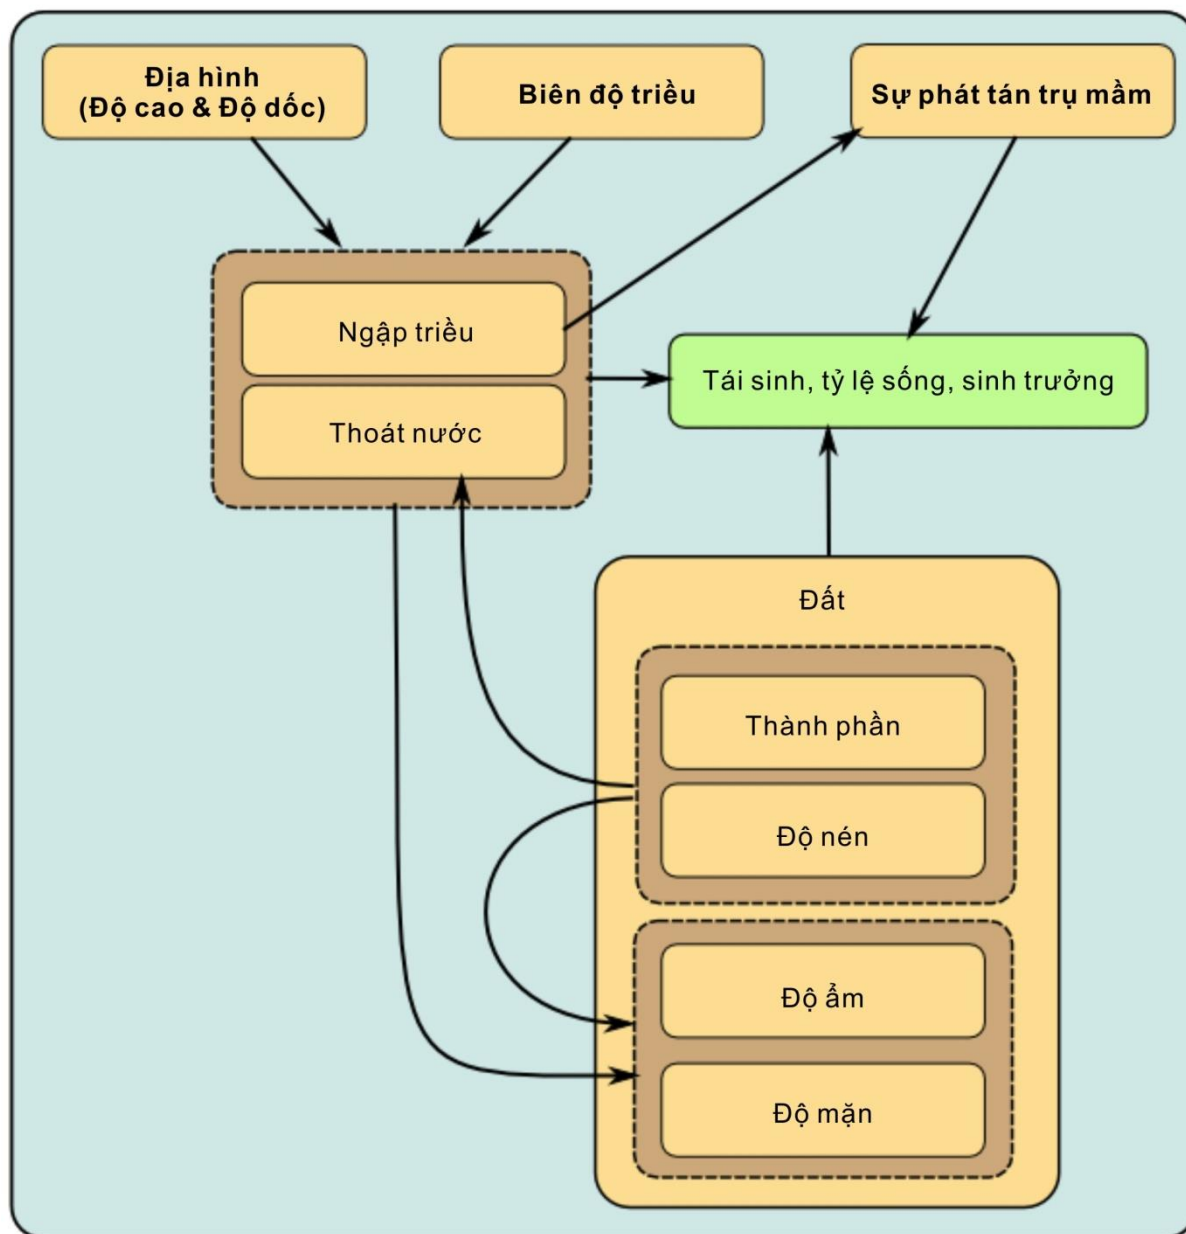 Địa hình
(Độ cao & Độ dốc)
Biên độ triều
Sự phát tán trụ mầm
Ngập triều
Thoát nước
Tái sinh, tỷ lệ sống, sinh trưởng
Đất
Thành phần
Độ nén
Độ ẩm
Độ mặn